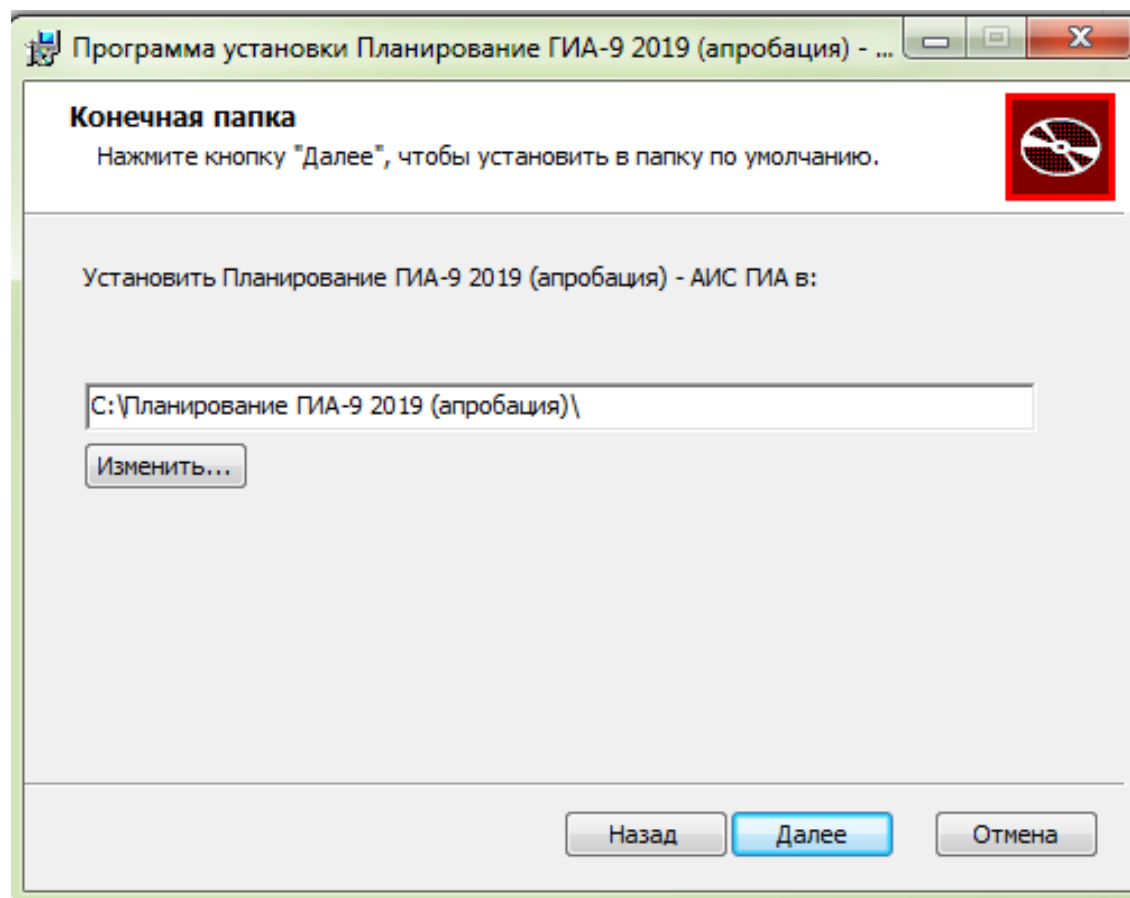 Программа установки Планирование ГИА-9 2019 (апробация) - ...
Конечная папка
Нажмите кнопку "Далее", чтобы установить в папку по умолчанию.
Установить Планирование ГИА-9 2019 (апробация) - АИС ГИА в:
C:\Планирование ГИА-9 2019 (апробация)\
Изменить...
Назад Далее Отмена